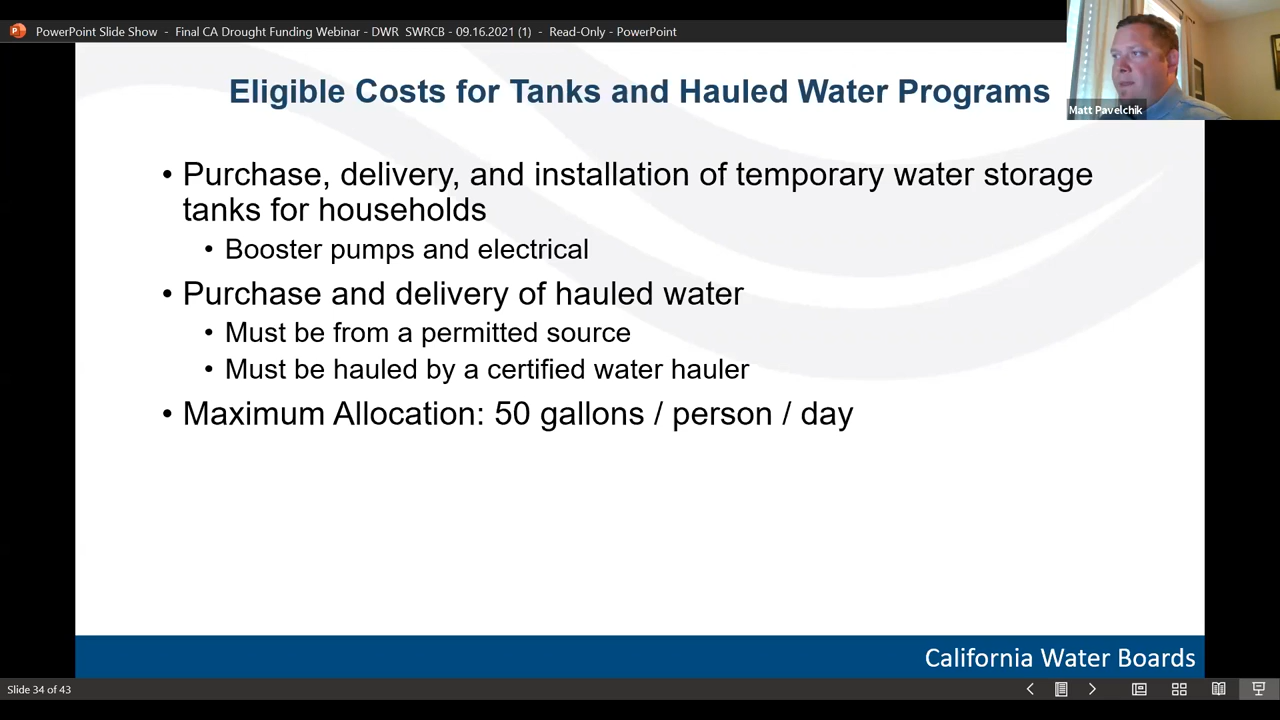 PowerPoint Slide Show - Final CA Drought Funding Webinar - DWR SWRCB - 09.16.2021 (1) - Read-Only - PowerPoint
Matt Pavelchik
Eligible Costs for Tanks and Hauled Water Programs
• Purchase, delivery, and installation of temporary water storage
tanks for households
• Booster pumps and electrical
• Purchase and delivery of hauled water
• Must be from a permitted source
• Must be hauled by a certified water hauler
• Maximum Allocation: 50 gallons / person / day
California Water Boards
Slide 34 of 43